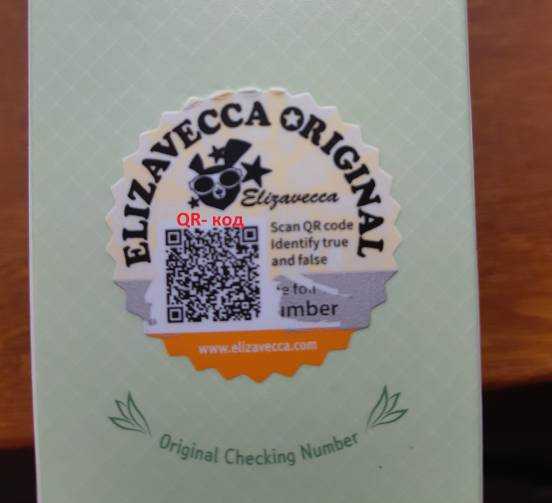 ELIZAVECCA ORIGINAL
Elizavecca
QR- код
Scan QR code
Identify true
and false
umber
www.elizavecca.com
Original Checking Number